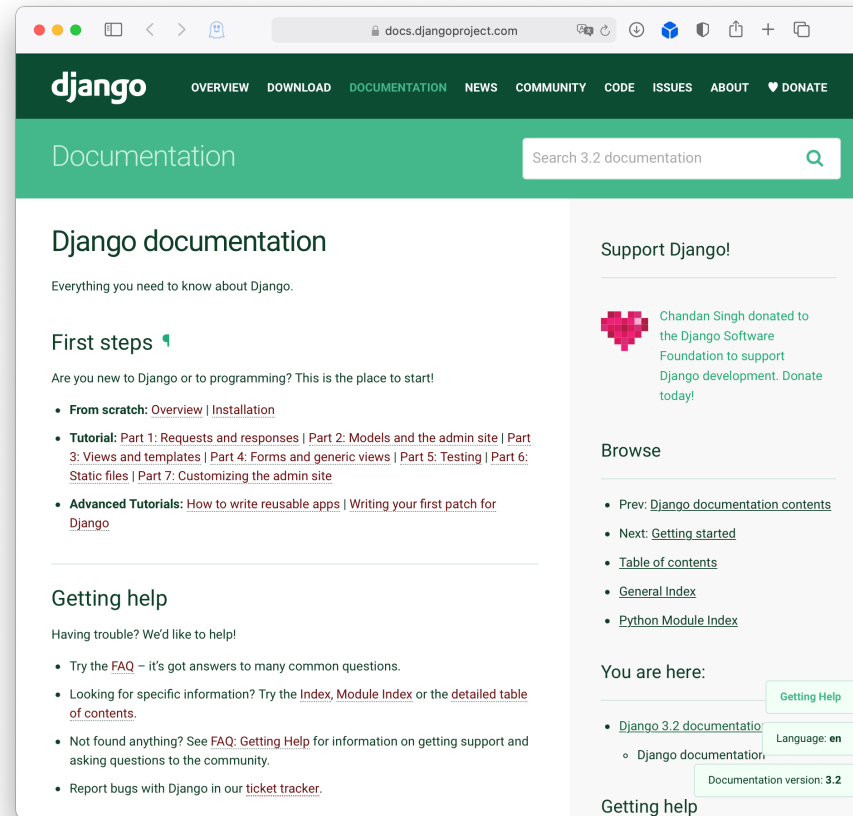 docs.djangoproject.com
django
OVERVIEW DOWNLOAD DOCUMENTATION NEWS COMMUNITY CODE ISSUES ABOUT ♥ DONATE
Documentation
Search 3.2 documentation
Django documentation
Everything you need to know about Django.
First steps ¶
Are you new to Django or to programming? This is the place to start!
• From scratch: Overview | Installation
• Tutorial: Part 1: Requests and responses | Part 2: Models and the admin site | Part
3: Views and templates | Part 4: Forms and generic views | Part 5: Testing | Part 6:
Static files | Part 7: Customizing the admin site
• Advanced Tutorials: How to write reusable apps | Writing your first patch for
Django
Getting help
Having trouble? We'd like to help!
• Try the FAQ – it's got answers to many common questions.
• Looking for specific information? Try the Index, Module Index or the detailed table
of contents.
• Not found anything? See FAQ: Getting Help for information on getting support and
asking questions to the community.
• Report bugs with Django in our ticket tracker.
Support Django!
Chandan Singh donated to
the Django Software
Foundation to support
Django development. Donate
today!
Browse
• Prev: Django documentation contents
• Next: Getting started
• Table of contents
• General Index
• Python Module Index
You are here:
Getting Help
• Django 3.2 documentation
Language: en
◦ Django documentation
Documentation version: 3.2
Getting help